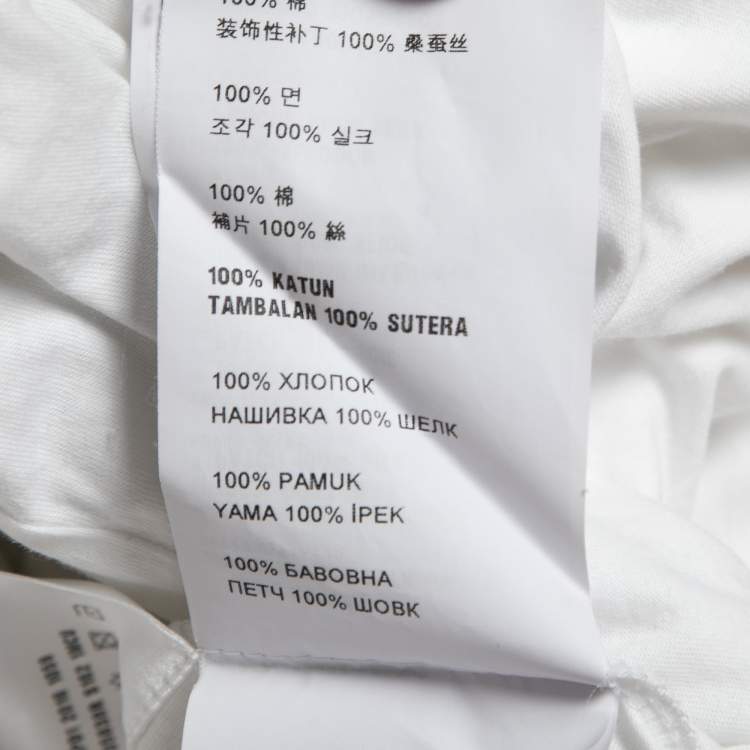 100% 棉
装饰性补丁 100% 桑蚕丝
100% 면
조각 100% 실크
100% 棉
補片 100% 絲
100% KATUN
TAMBALAN 100% SUTERA
100% ХЛОПОК
НАШИВКА 100% ШЕЛК
100% PAMUK
YAMA 100% İPEK
100% БАВОВНА
ПЕТЧ 100% ШОВК